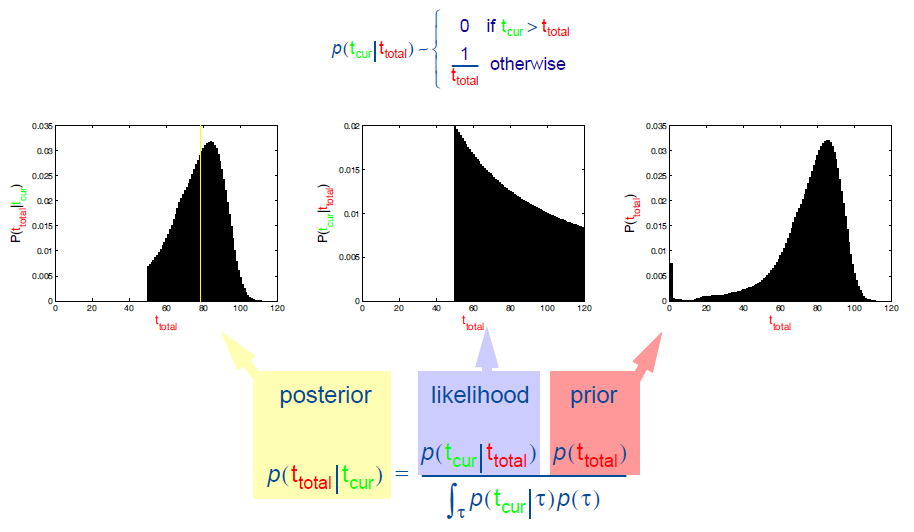 p(t_cur|t_total) ~ { 0 if t_cur > t_total
1/t_total otherwise
0.035
0.03
0.025
0.02
0.015
0.01
0.005
0
P(t_total|t_cur)
0 20 40 60 80 100 120
t_total
0.02
0.015
0.01
0.005
0
P(t_cur|t_total)
0 20 40 60 80 100 120
t_total
0.035
0.03
0.025
0.02
0.015
0.01
0.005
0
P(t_total)
0 20 40 60 80 100 120
t_total
posterior likelihood prior
p(t_total|t_cur) = p(t_cur|t_total) p(t_total)
∫_τ p(t_cur|τ)p(τ)